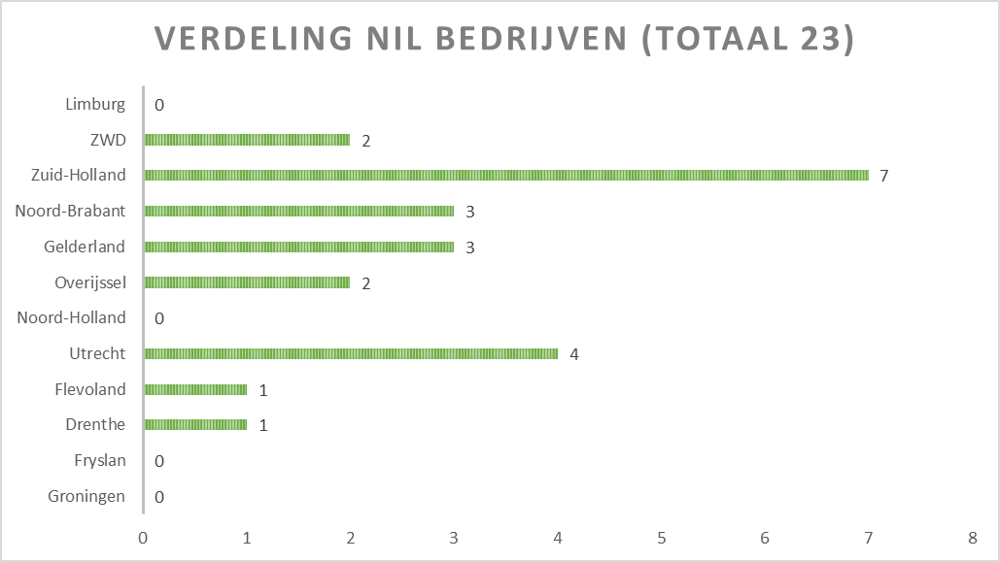 VERDELING NIL BEDRIJVEN (TOTAAL 23)
Limburg 0
ZWD 2
Zuid-Holland 7
Noord-Brabant 3
Gelderland 3
Overijssel 2
Noord-Holland 0
Utrecht 4
Flevoland 1
Drenthe 1
Fryslan 0
Groningen 0
0 1 2 3 4 5 6 7 8